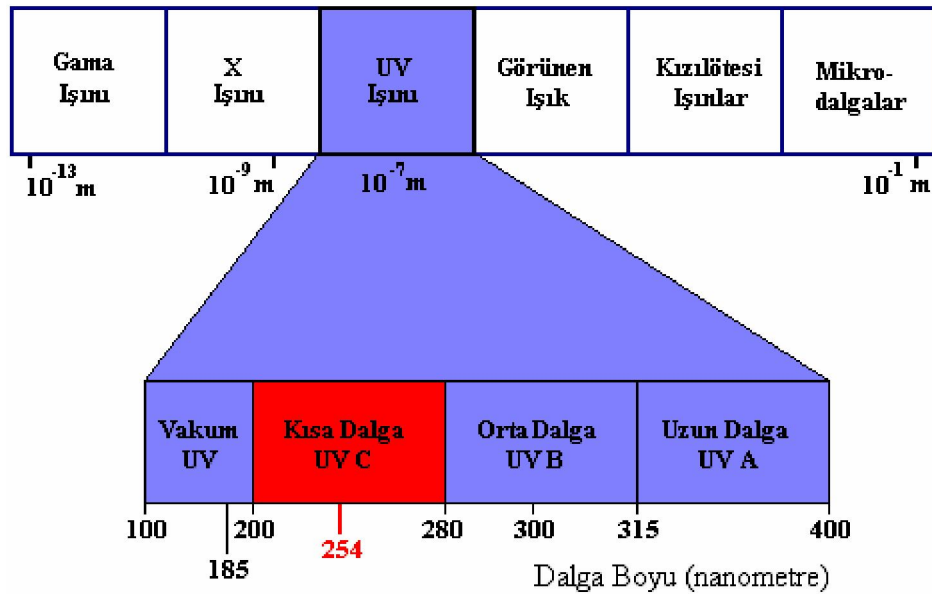 Gama
Işını
X
Işını
UV
Işını
Görünen
Işık
Kızılötesi
Işınlar
Mikro-
dalgalar
10⁻¹³ m
10⁻⁹ m
10⁻⁷ m
10⁻¹ m
Vakum
UV
Kısa Dalga
UV C
Orta Dalga
UV B
Uzun Dalga
UV A
100 200 280 300 315 400
185 254
Dalga Boyu (nanometre)